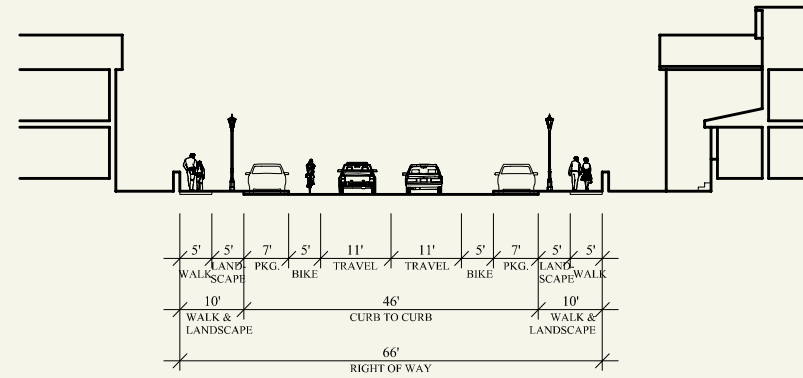 5' 5' 7' 5' 11' 11' 5' 7' 5' 5'
WALK LAND- PKG. BIKE TRAVEL TRAVEL BIKE PKG. LAND- WALK
SCAPE SCAPE
10' 46' 10'
WALK & CURB TO CURB WALK &
LANDSCAPE LANDSCAPE
66'
RIGHT OF WAY